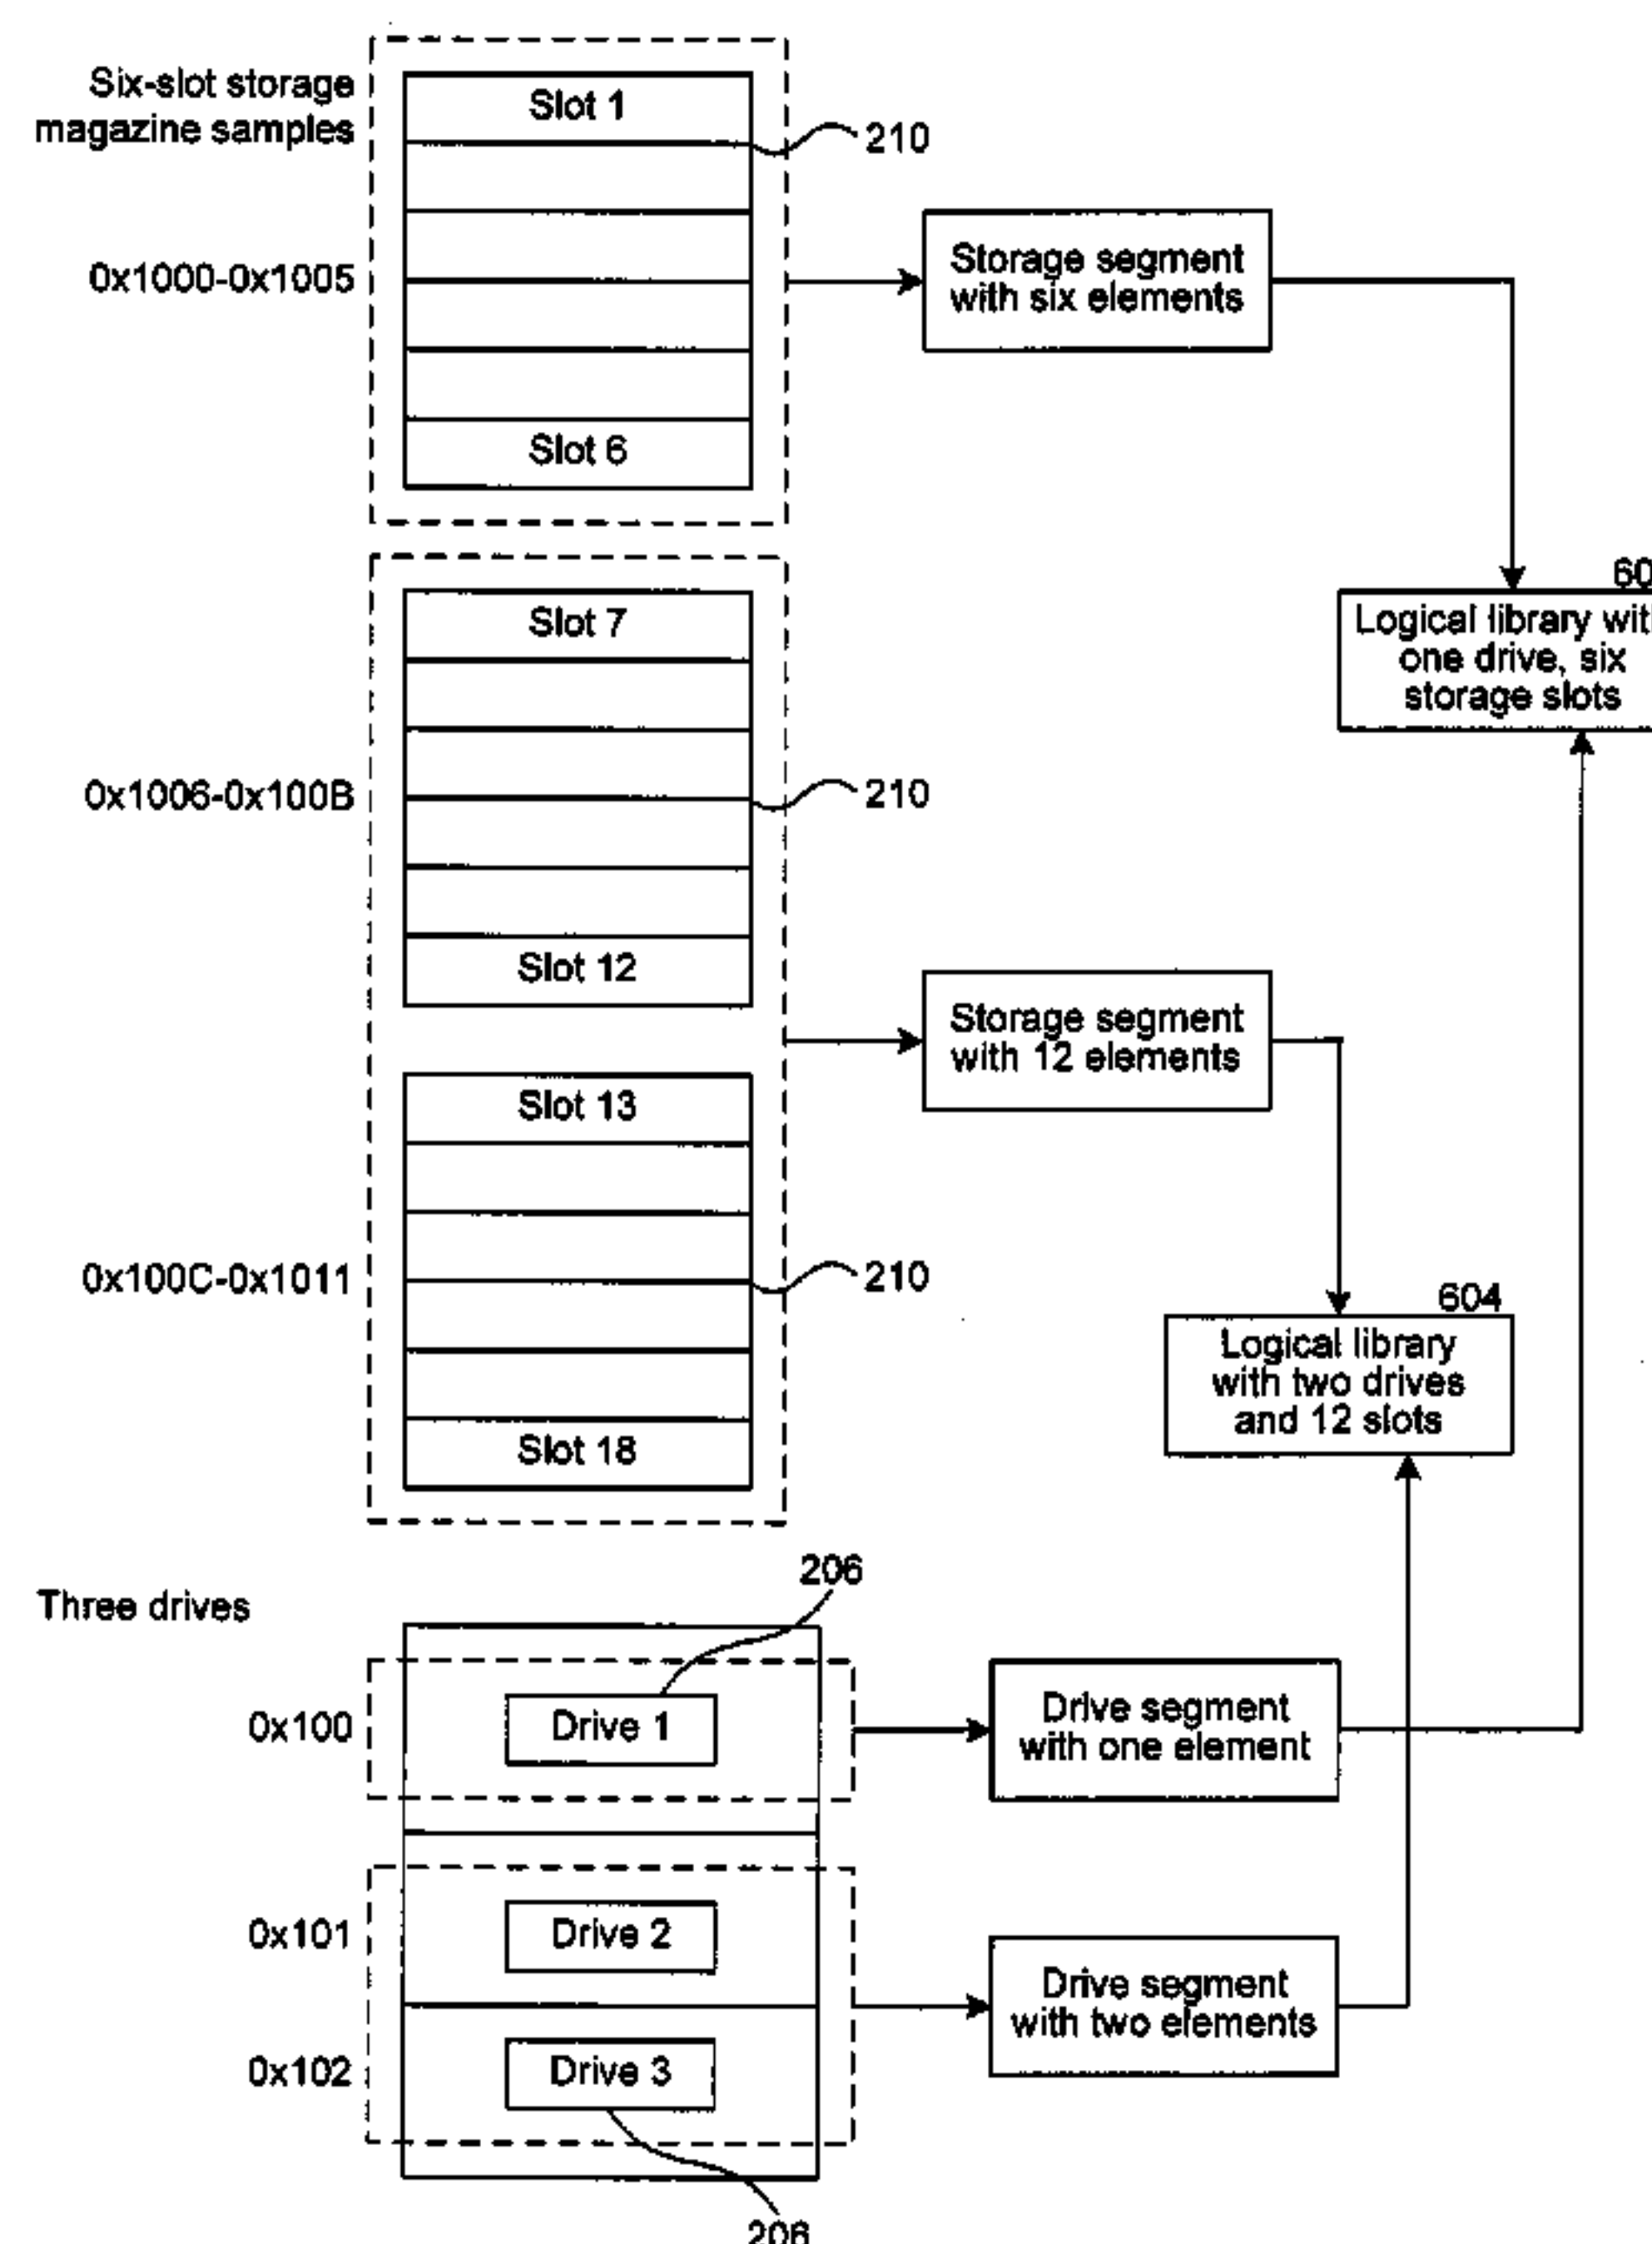 Six-slot storage
magazine samples
Slot 1
210
0x1000-0x1005
Storage segment
with six elements
Slot 6
Slot 7
Logical library
one drive, six
storage slots
0x1006-0x100B
210
Slot 12
Storage segment
with 12 elements
Slot 13
0x100C-0x1011
210
604
Logical library
with two drives
and 12 slots
Slot 18
Three drives
206
0x100
Drive 1
Drive segment
with one element
0x101
Drive 2
Drive segment
with two elements
0x102
Drive 3
206